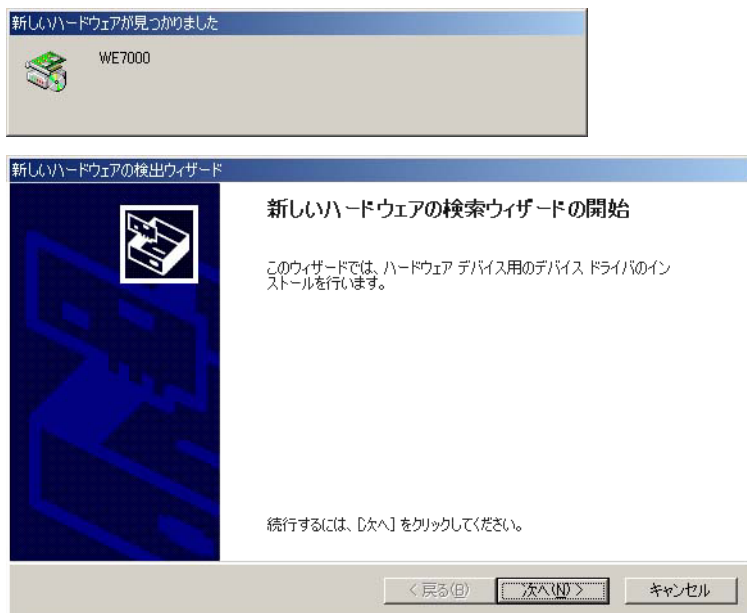 新しいハードウェアが見つかりました
WE7000
新しいハードウェアの検出ウィザード
新しいハードウェアの検索ウィザードの開始
このウィザードでは、ハードウェア デバイス用のデバイス ドライバのイン
ストールを行います。
続行するには、[次へ] をクリックしてください。
< 戻る(B)
次へ(N) >
キャンセル